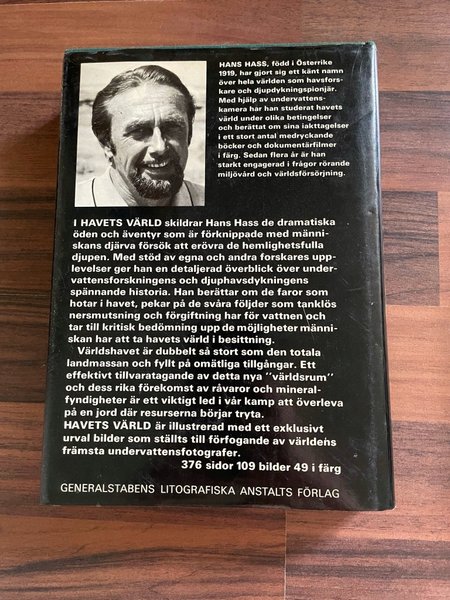 HANS HASS, född i Österrike
1919, har gjort sig ett känt namn
över hela världen som havsfors-
kare och djupdykningspionjär.
Med hjälp av undervattens-
kamera har han studerat havets
värld under olika betingelser
och berättat om sina iakttagelser
i ett stort antal medryckande
böcker och dokumentärfilmer
i färg. Sedan flera år är han
starkt engagerad i frågor rörande
miljövård och världsförsörjning.
I HAVETS VÄRLD skildrar Hans Hass de dramatiska
öden och äventyr som är förknippade med männi-
skans djärva försök att erövra de hemlighetsfulla
djupen. Med stöd av egna och andra forskares upp-
levelser ger han en detaljerad överblick över under-
vattensforskningens och djuphavsdykningens
spännande historia. Han berättar om de faror som
hotar i havet, pekar på de svåra följder som tanklös
nersmutsning och förgiftning har för vattnen och
tar till kritisk bedömning upp de möjligheter männi-
skan har att ta havets värld i besittning.
Världshavet är dubbelt så stort som den totala
landmassan och fyllt på omätliga tillgångar. Ett
effektivt tillvaratagande av detta nya "världsrum"
och dess rika förekomst av råvaror och mineral-
fyndigheter är ett viktigt led i vår kamp att överleva
på en jord där resurserna börjar tryta.
HAVETS VÄRLD är illustrerad med ett exklusivt
urval bilder som ställts till förfogande av världens
främsta undervattensfotografer.
376 sidor 109 bilder 49 i färg
GENERALSTABENS LITOGRAFISKA ANSTALTS FÖRLAG